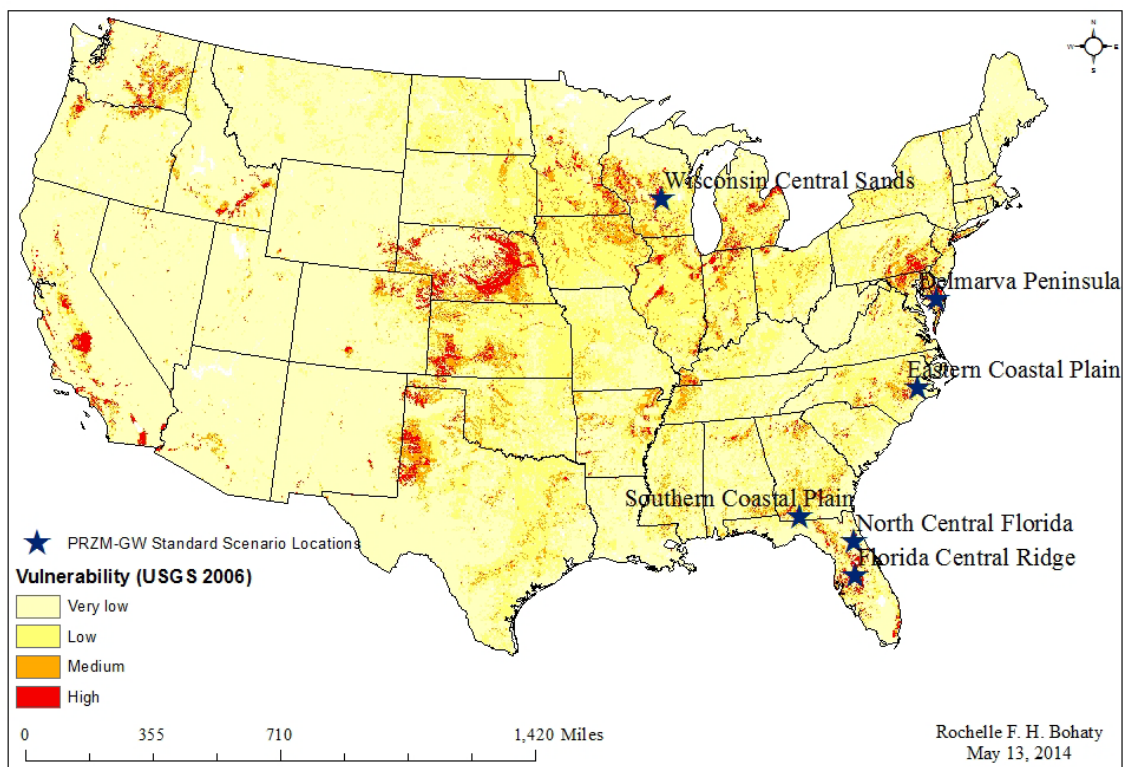 N
W E
S
Wisconsin Central Sands
Delmarva Peninsula
Eastern Coastal Plain
Southern Coastal Plain
North Central Florida
Florida Central Ridge
PRZM-GW Standard Scenario Locations
Vulnerability (USGS 2006)
Very low
Low
Medium
High
0 355 710 1,420 Miles
Rochelle F. H. Bohaty
May 13, 2014